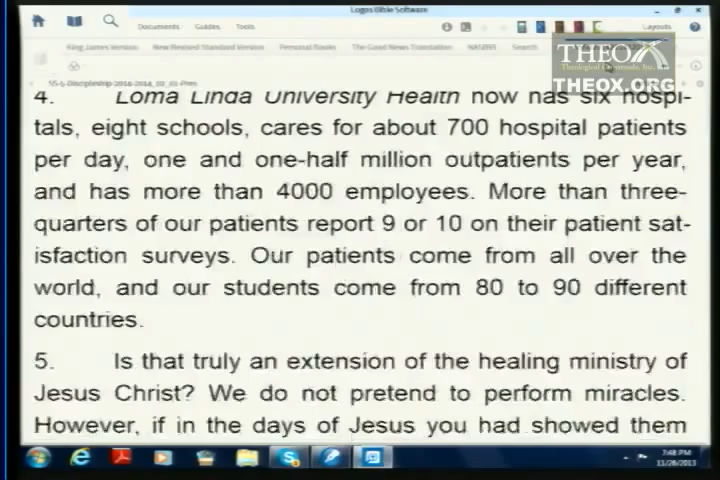 Logos Bible Software
Documents Guides Tools
Layouts
King James Version New Revised Standard Version Personal Books The Good News Translation NASB95 Search
THEOX
Theological Crossroads, Inc.
THEOX.ORG
4. Loma Linda University Health now has six hospi-
tals, eight schools, cares for about 700 hospital patients
per day, one and one-half million outpatients per year,
and has more than 4000 employees. More than three-
quarters of our patients report 9 or 10 on their patient sat-
isfaction surveys. Our patients come from all over the
world, and our students come from 80 to 90 different
countries.
5. Is that truly an extension of the healing ministry of
Jesus Christ? We do not pretend to perform miracles.
However, if in the days of Jesus you had showed them
7:48 PM
11/26/2013